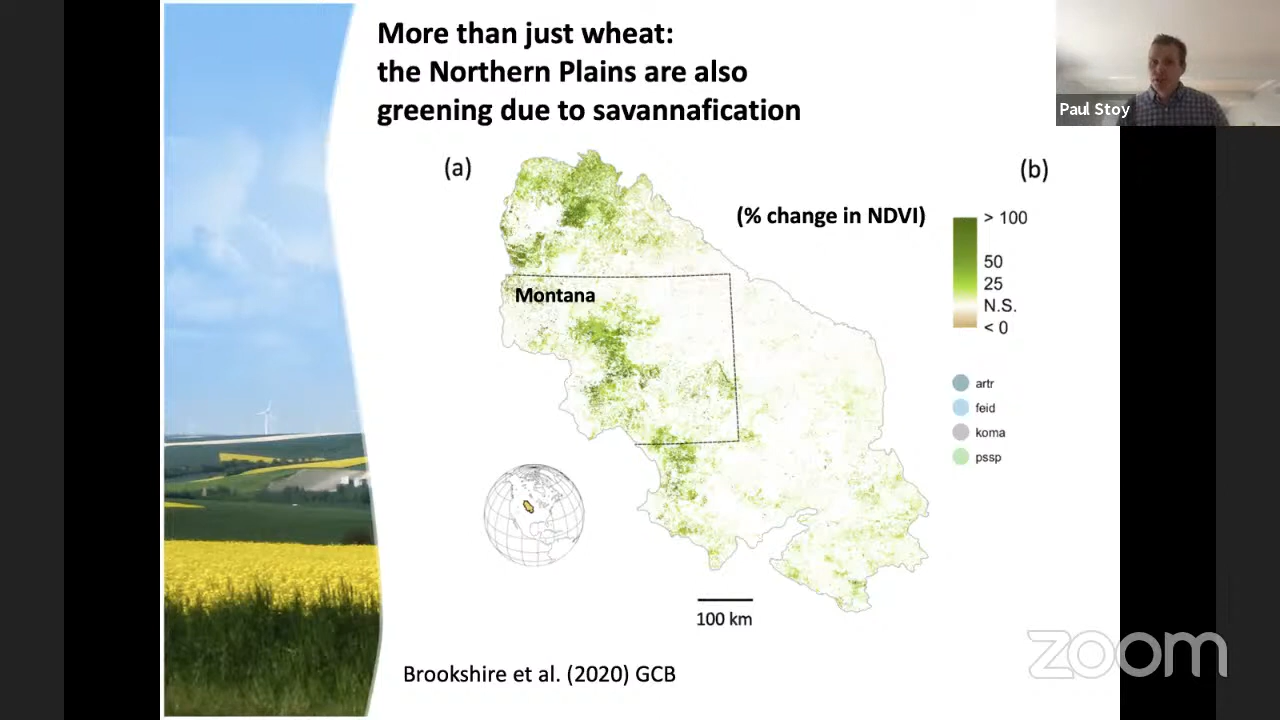 More than just wheat:
the Northern Plains are also
greening due to savannafication
Paul Stoy
(a)
(b)
(% change in NDVI)
> 100
50
25
N.S.
< 0
Montana
artr
feid
koma
pssp
100 km
Brookshire et al. (2020) GCB
zoom